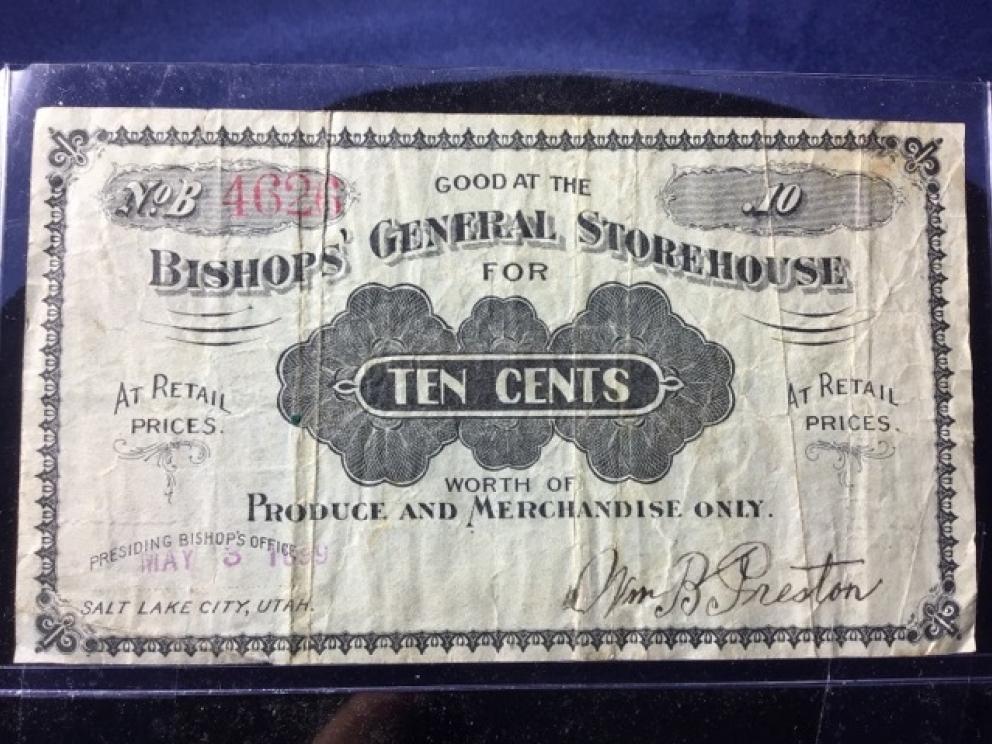 GOOD AT THE
No. B 4626
.10
BISHOPS' GENERAL STOREHOUSE
FOR
TEN CENTS
AT RETAIL
PRICES.
AT RETAIL
PRICES.
WORTH OF
PRODUCE AND MERCHANDISE ONLY.
PRESIDING BISHOP'S OFFICE
MAY 3 1899
SALT LAKE CITY, UTAH.
Wm B Preston